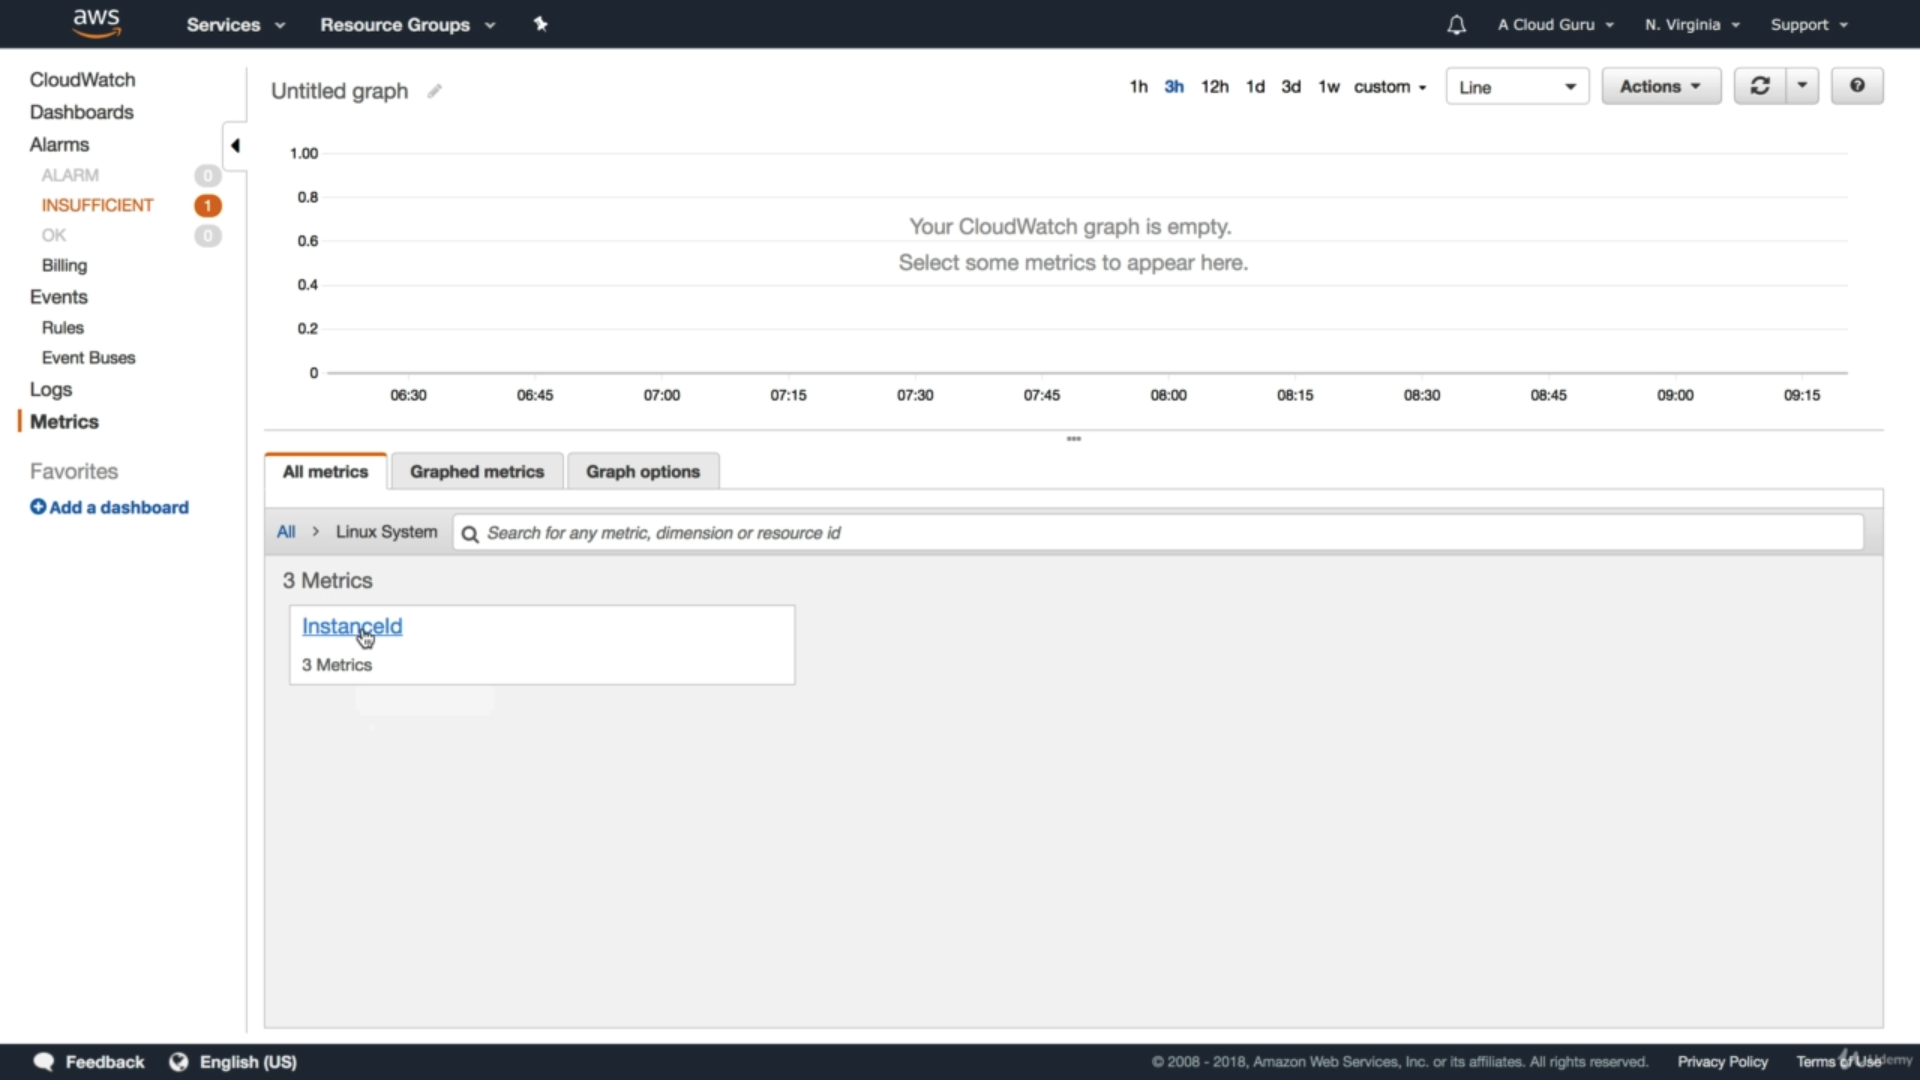 aws Services Resource Groups A Cloud Guru N. Virginia Support
CloudWatch
Dashboards
Alarms
ALARM 0
INSUFFICIENT 1
OK 0
Billing
Events
Rules
Event Buses
Logs
Metrics
Favorites
Add a dashboard
Untitled graph
1h 3h 12h 1d 3d 1w custom Line Actions
1.00
0.8
0.6
0.4
0.2
0
Your CloudWatch graph is empty.
Select some metrics to appear here.
06:30 06:45 07:00 07:15 07:30 07:45 08:00 08:15 08:30 08:45 09:00 09:15
All metrics Graphed metrics Graph options
All > Linux System Search for any metric, dimension or resource id
3 Metrics
InstanceId
3 Metrics
Feedback English (US) © 2008 - 2018, Amazon Web Services, Inc. or its affiliates. All rights reserved. Privacy Policy Terms of Use